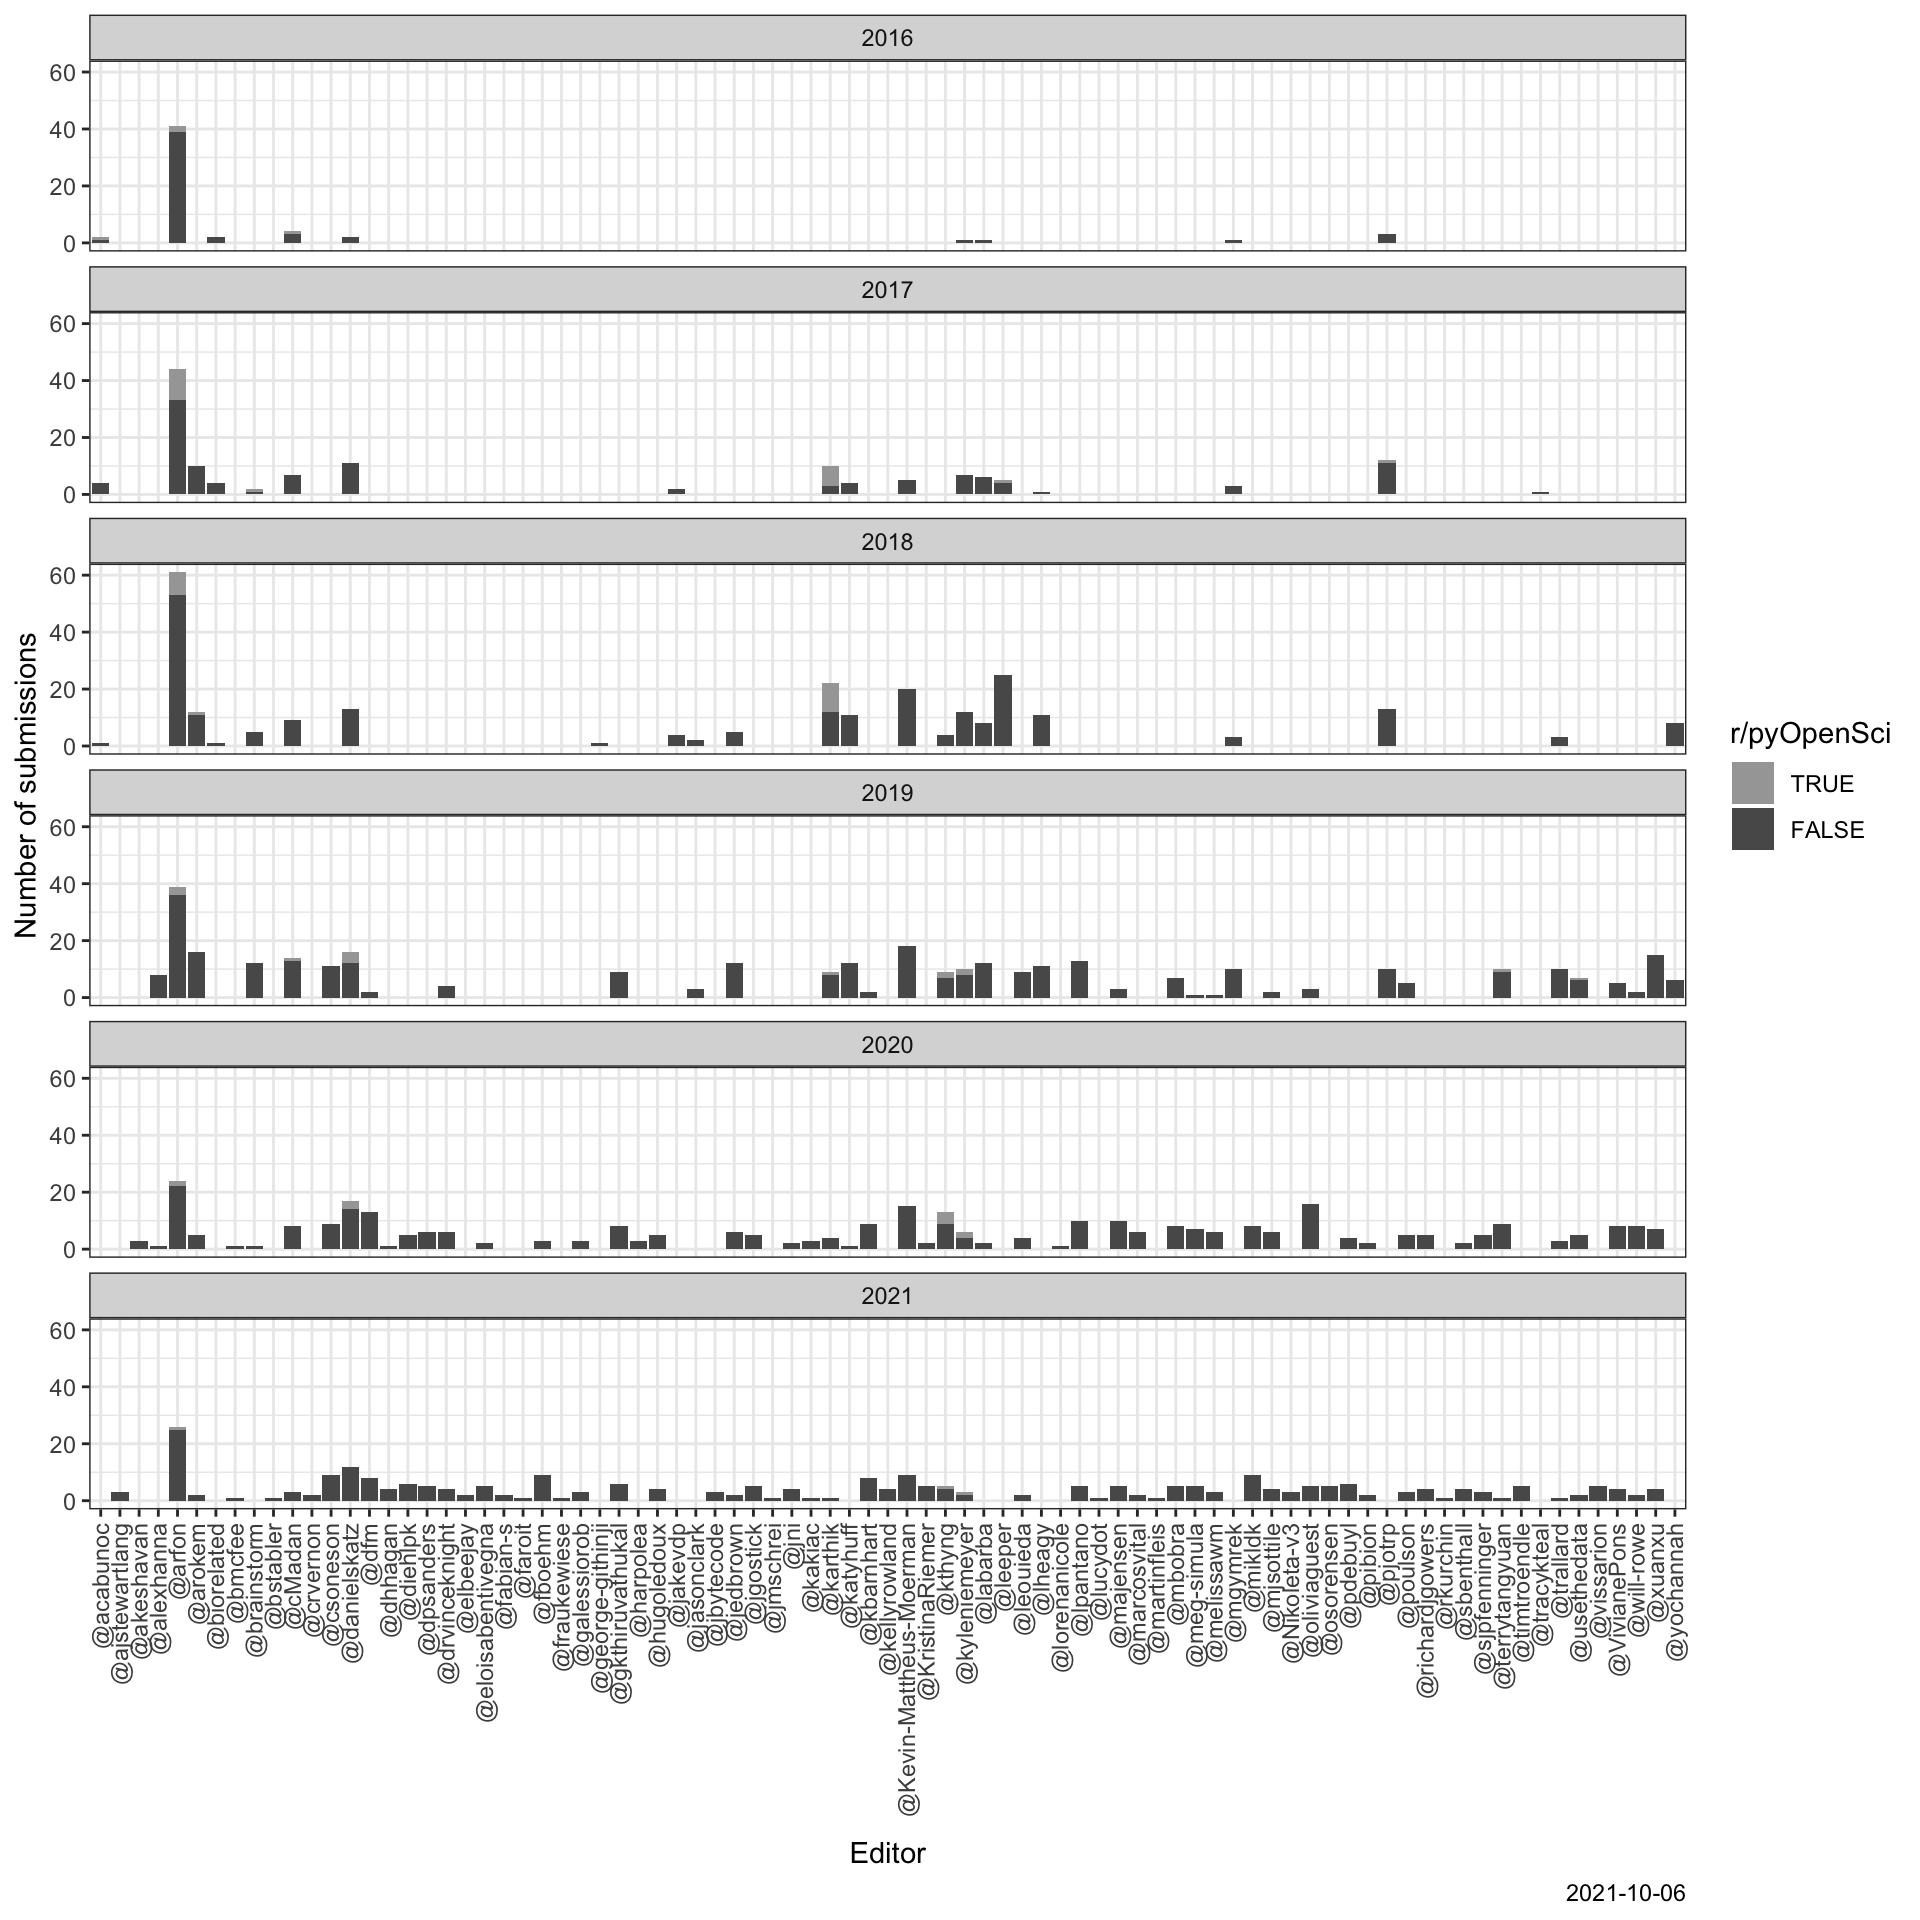 2016
60
40
20
0
2017
60
40
20
0
2018
60
40
20
0
2019
60
40
20
0
2020
60
40
20
0
2021
60
40
20
0
Number of submissions
@acabunoc
@ajstewartlang
@akeshavan
@alexhanna
@arfon
@arokem
@biorelated
@bmcfee
@brainstorm
@bstabler
@cMadan
@crvernon
@csoneson
@danielskatz
@dfm
@dhhagan
@diehlpk
@dpsanders
@drvinceknight
@elbeejay
@eloisabentivegna
@fabian-s
@faroit
@fboehm
@fraukewiese
@galessiorob
@george-githinji
@gkthiruvathukal
@harpolea
@hugoledoux
@jakevdp
@jasonclark
@jbytecode
@jedbrown
@jgostick
@jmschrei
@jni
@kakiac
@karthik
@katyhuff
@kbarnhart
@kellyrowland
@Kevin-Mattheus-Moerman
@KristinaRiemer
@kthyng
@kyleniemeyer
@labarba
@leeper
@leouieda
@lheagy
@lorenanicole
@lpantano
@lucydot
@majensen
@marcosvital
@martinfleis
@mbobra
@meg-simula
@melissawm
@mgymrek
@mikldk
@mjsottile
@Nikoleta-v3
@oliviaguest
@osorensen
@pdebuyl
@pibion
@pjotrp
@poulson
@richardjgowers
@rkurchin
@sbenthall
@sjpfenninger
@terrytangyuan
@timtroendle
@tracykteal
@trallard
@usethedata
@vissarion
@VivianePons
@will-rowe
@xuanxu
@yochannah
Editor
r/pyOpenSci
TRUE
FALSE
2021-10-06